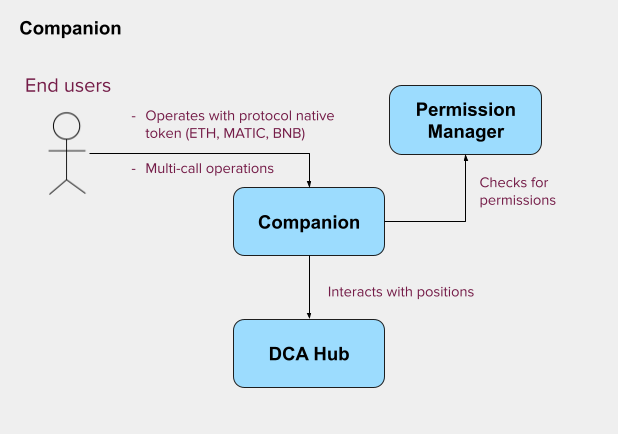 Companion
End users
- Operates with protocol native
token (ETH, MATIC, BNB)
- Multi-call operations
Permission
Manager
Checks for
permissions
Companion
Interacts with positions
DCA Hub